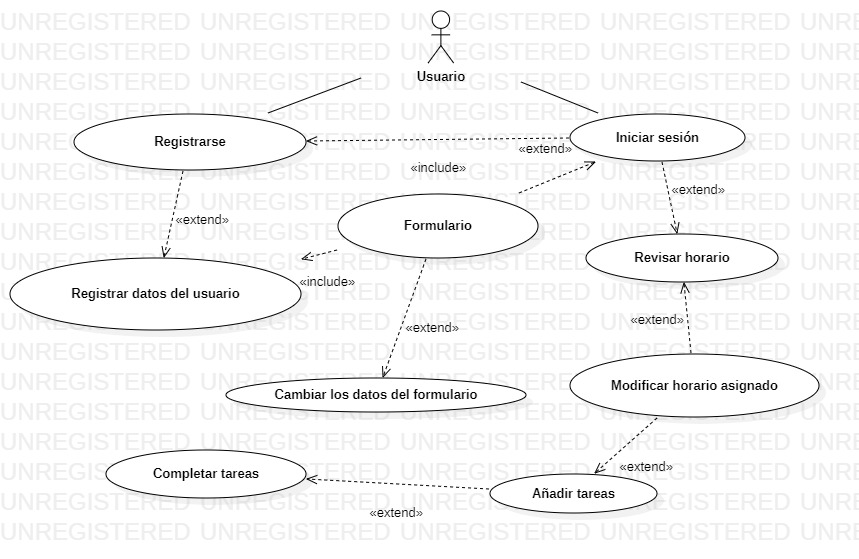 UNREGISTERED UNREGISTERED UNREGISTERED UNREGISTERED UNRE
Usuario
Registrarse
Iniciar sesión
«extend»
«include»
«extend»
«extend»
Formulario
Revisar horario
Registrar datos del usuario
«include»
«extend»
«extend»
Modificar horario asignado
Cambiar los datos del formulario
«extend»
Completar tareas
Añadir tareas
«extend»